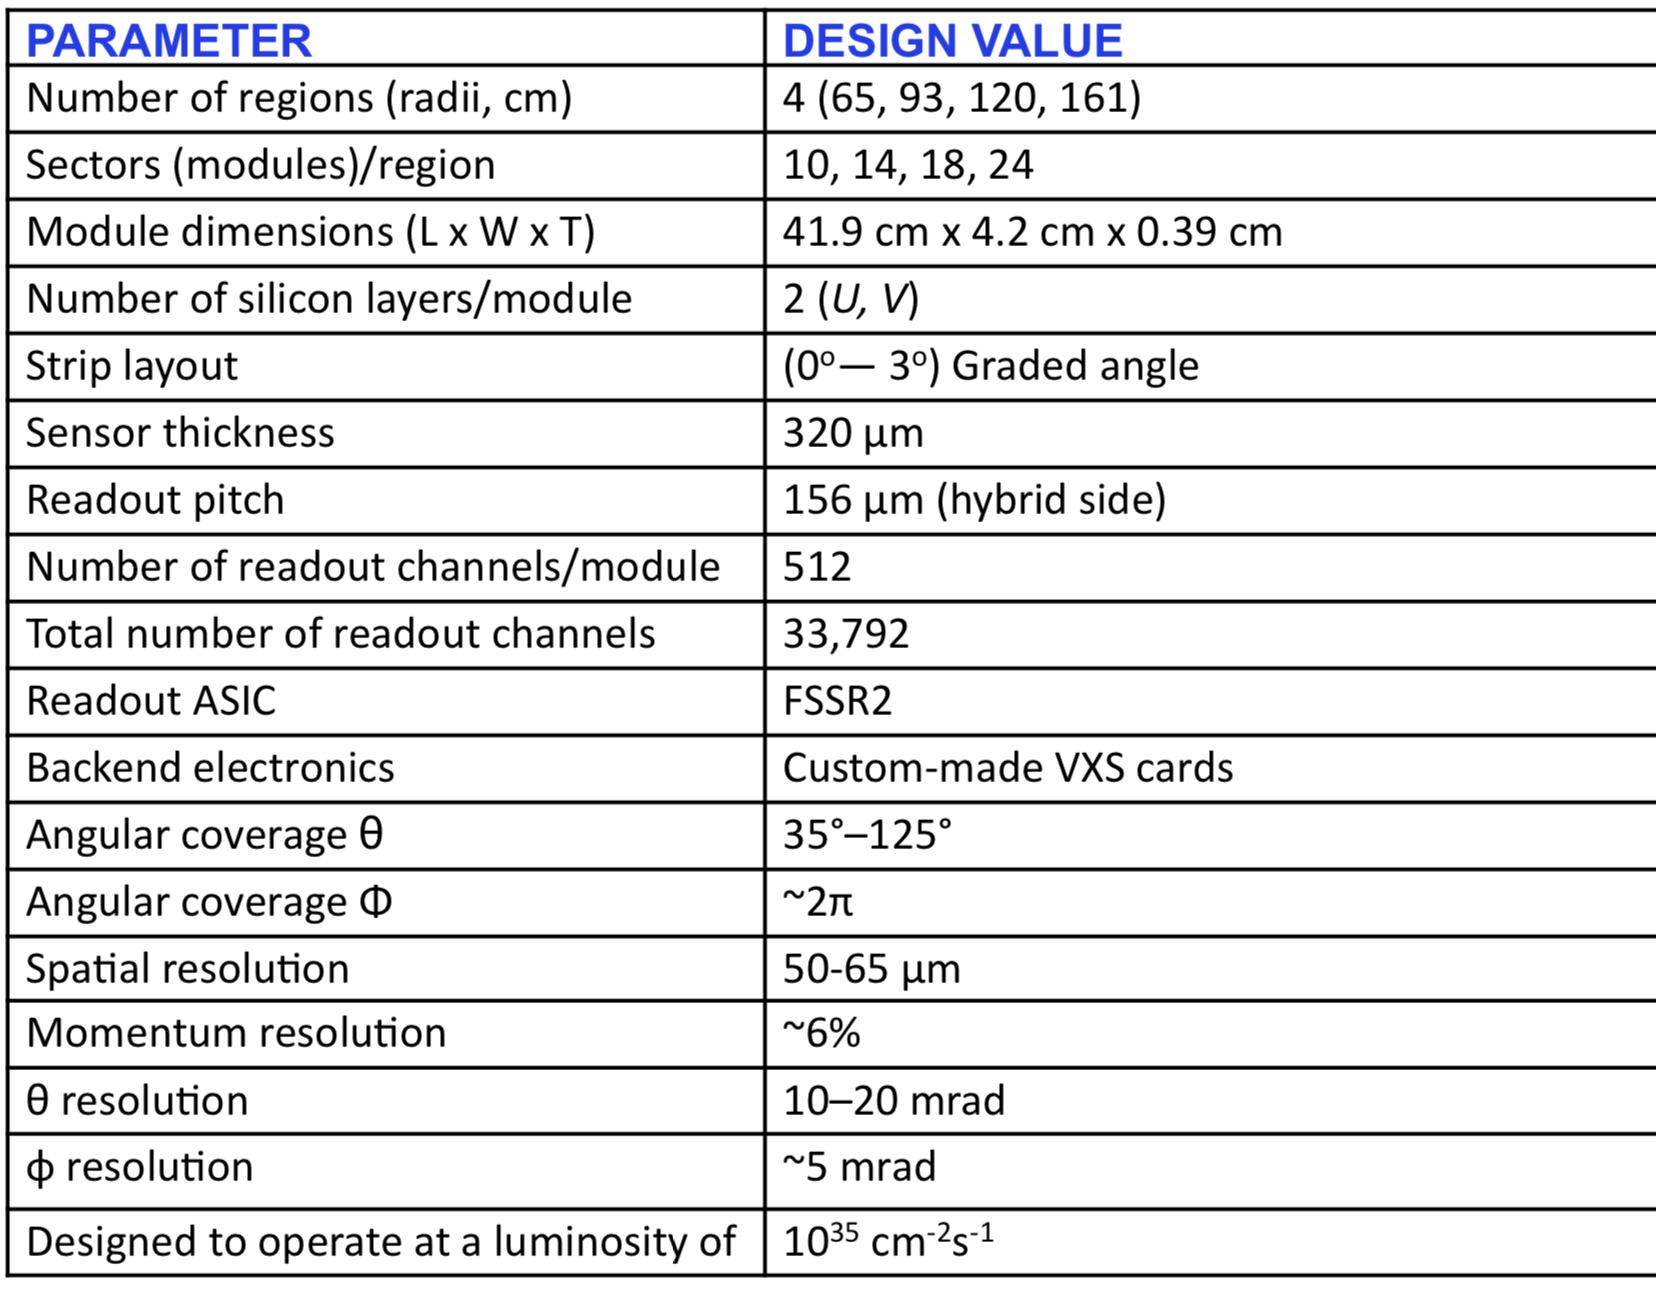 PARAMETER DESIGN VALUE
Number of regions (radii, cm) 4 (65, 93, 120, 161)
Sectors (modules)/region 10, 14, 18, 24
Module dimensions (L x W x T) 41.9 cm x 4.2 cm x 0.39 cm
Number of silicon layers/module 2 (U, V)
Strip layout (0º— 3º) Graded angle
Sensor thickness 320 µm
Readout pitch 156 µm (hybrid side)
Number of readout channels/module 512
Total number of readout channels 33,792
Readout ASIC FSSR2
Backend electronics Custom-made VXS cards
Angular coverage θ 35°–125°
Angular coverage Φ ~2π
Spatial resolution 50-65 µm
Momentum resolution ~6%
θ resolution 10–20 mrad
ϕ resolution ~5 mrad
Designed to operate at a luminosity of 10³⁵ cm⁻²s⁻¹